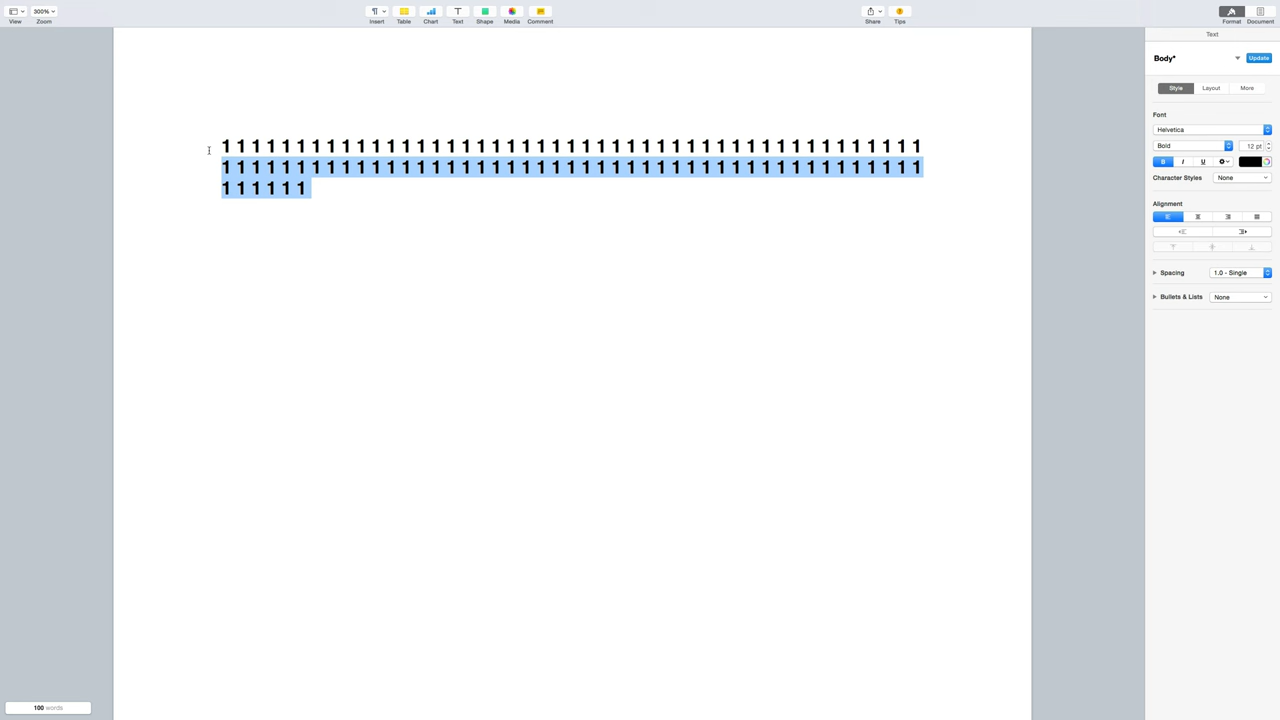 300%
View Zoom Insert Table Chart Text Shape Media Comment Share Tips Format Document
Text
Body* Update
Style Layout More
Font
Helvetica
Bold 12 pt
B I U
Character Styles None
Alignment
Spacing 1.0 - Single
Bullets & Lists None
1 1 1 1 1 1 1 1 1 1 1 1 1 1 1 1 1 1 1 1 1 1 1 1 1 1 1 1 1 1 1 1 1 1 1 1 1 1 1 1 1 1 1 1 1 1 1
1 1 1 1 1 1 1 1 1 1 1 1 1 1 1 1 1 1 1 1 1 1 1 1 1 1 1 1 1 1 1 1 1 1 1 1 1 1 1 1 1 1 1 1 1 1 1
1 1 1 1 1 1
100 words